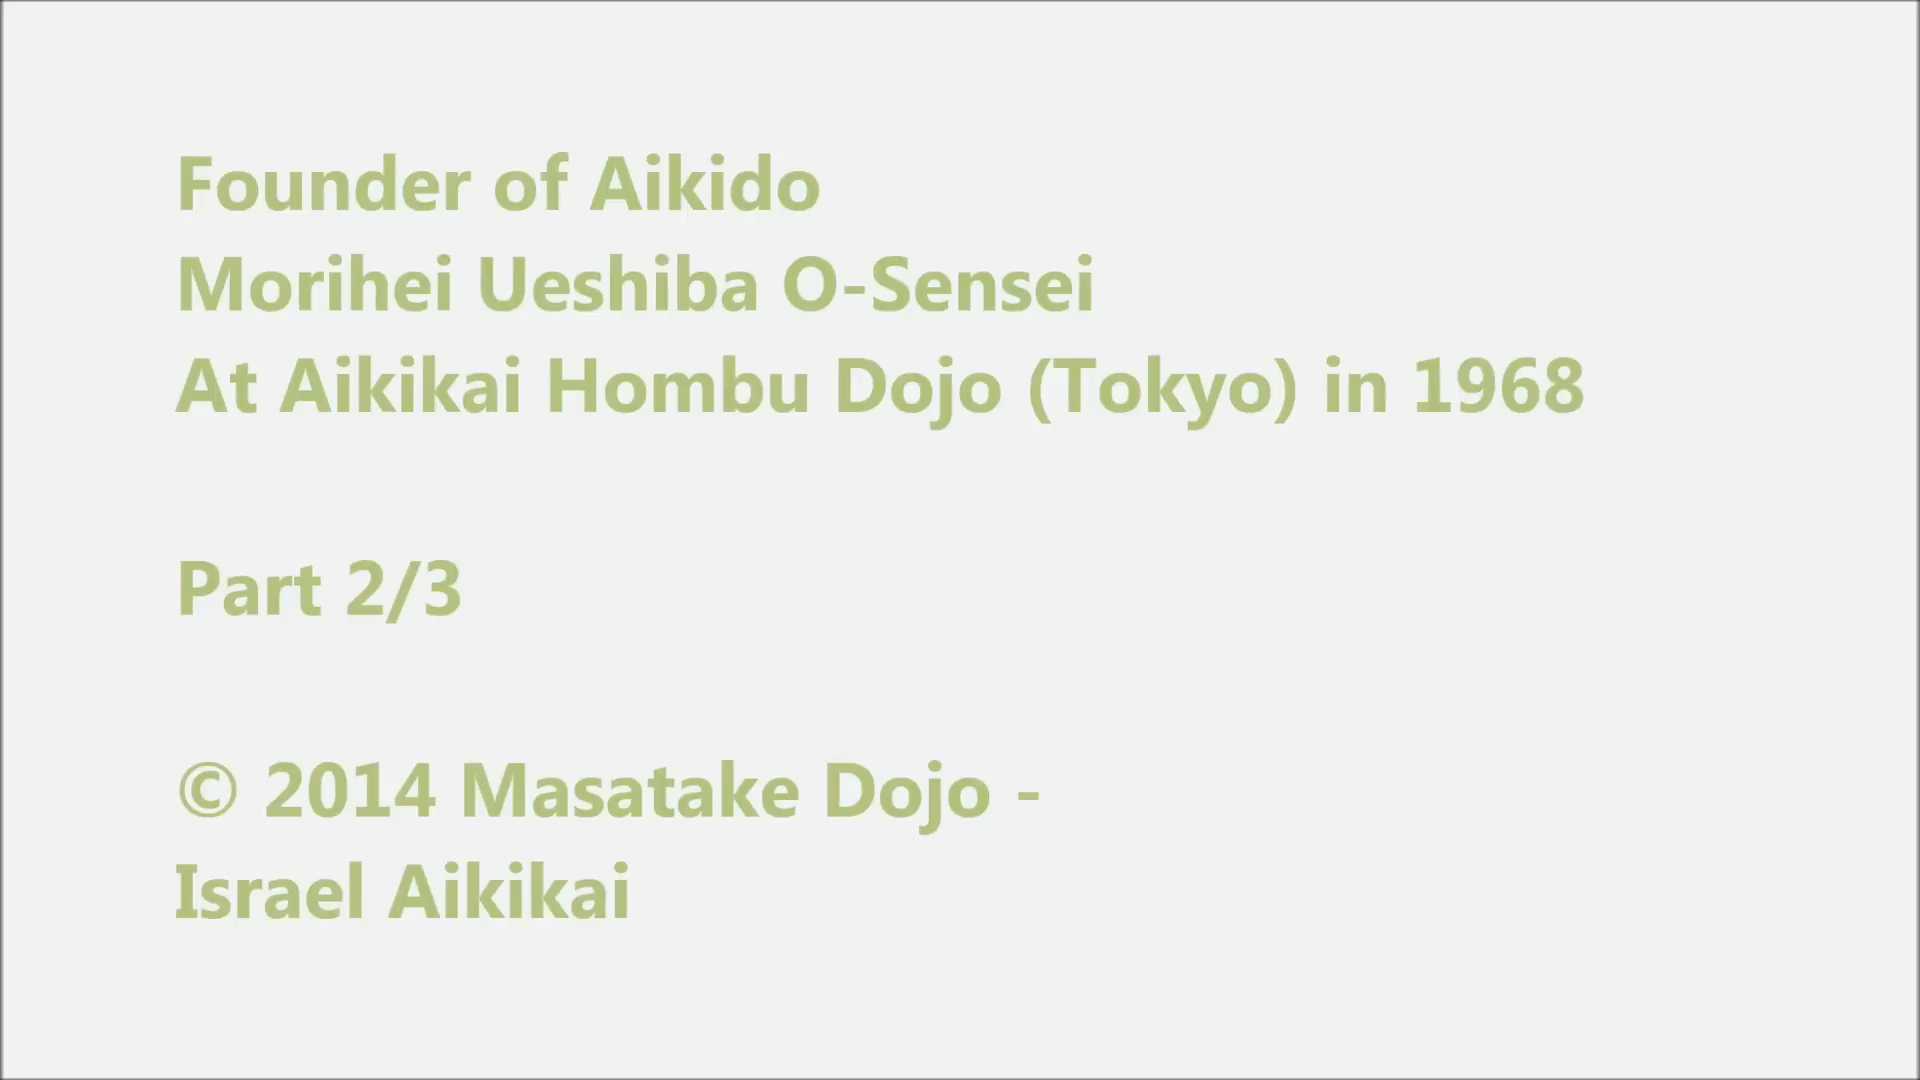 Founder of Aikido
Morihei Ueshiba O-Sensei
At Aikikai Hombu Dojo (Tokyo) in 1968
Part 2/3
© 2014 Masatake Dojo -
Israel Aikikai